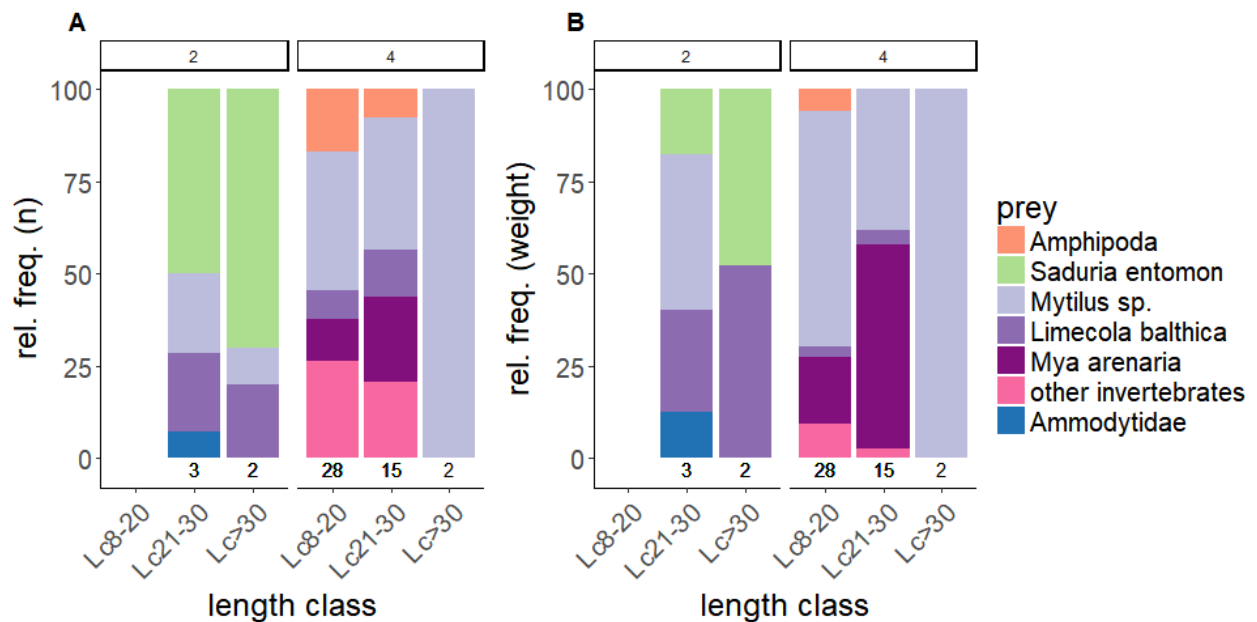 A
B
2
4
2
4
rel. freq. (n)
100
75
50
25
0
3
2
28
15
2
Lc8-20
Lc21-30
Lc>30
Lc8-20
Lc21-30
Lc>30
length class
rel. freq. (weight)
100
75
50
25
0
3
2
28
15
2
Lc8-20
Lc21-30
Lc>30
Lc8-20
Lc21-30
Lc>30
length class
prey
Amphipoda
Saduria entomon
Mytilus sp.
Limecola balthica
Mya arenaria
other invertebrates
Ammodytidae